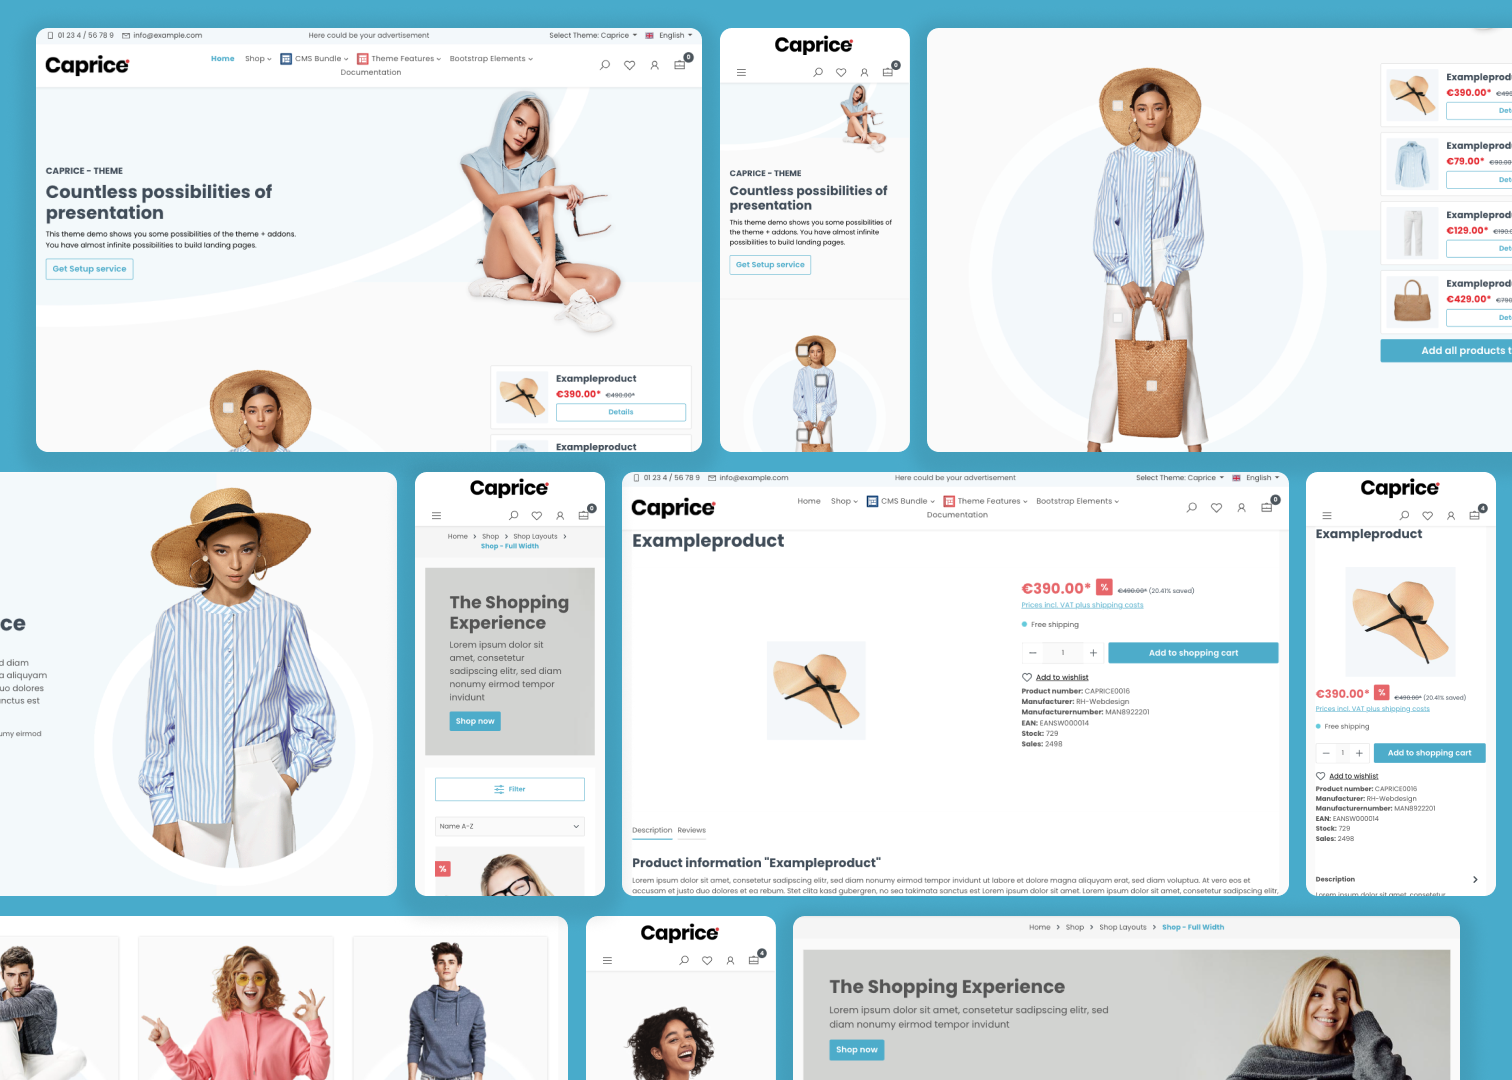 01 23 4 / 56 78 9 info@example.com Here could be your advertisement Select Theme: Caprice English
Caprice
Home Shop CMS Bundle Theme Features Bootstrap Elements
Documentation
0
CAPRICE - THEME
Countless possibilities of
presentation
This theme demo shows you some possibilities of the theme + addons.
You have almost infinite possibilities to build landing pages.
Get Setup service
Exampleproduct
€390.00* €490.00*
Details
Exampleproduct
Caprice
0
CAPRICE - THEME
Countless possibilities of
presentation
This theme demo shows you some possibilities of
the theme + addons. You have almost infinite
possibilities to build landing pages.
Get Setup service
Exampleprodu
€390.00* €490
Det
Exampleprodu
€79.00* €90.00
Det
Exampleprodu
€129.00* €190.0
Det
Exampleprodu
€429.00* €790
Det
Add all products t
ce
d diam
a aliquyam
uo dolores
nctus est
umy eirmod
Caprice
0
Home > Shop > Shop Layouts >
Shop - Full Width
The Shopping
Experience
Lorem ipsum dolor sit
amet, consetetur
sadipscing elitr, sed diam
nonumy eirmod tempor
invidunt
Shop now
Filter
Name A-Z
%
01 23 4 / 56 78 9 info@example.com Here could be your advertisement Select Theme: Caprice English
Caprice
Home Shop CMS Bundle Theme Features Bootstrap Elements
Documentation
0
Exampleproduct
€390.00* % €490.00* (20.41% saved)
Prices incl. VAT plus shipping costs
Free shipping
− 1 + Add to shopping cart
Add to wishlist
Product number: CAPRICE0016
Manufacturer: RH-Webdesign
Manufacturernumber: MAN8922201
EAN: EANSW000014
Stock: 729
Sales: 2498
Description Reviews
Product information "Exampleproduct"
Lorem ipsum dolor sit amet, consetetur sadipscing elitr, sed diam nonumy eirmod tempor invidunt ut labore et dolore magna aliquyam erat, sed diam voluptua. At vero eos et
accusam et justo duo dolores et ea rebum. Stet clita kasd gubergren, no sea takimata sanctus est Lorem ipsum dolor sit amet. Lorem ipsum dolor sit amet, consetetur sadipscing elitr,
Caprice
4
Exampleproduct
€390.00* % €490.00* (20.41% saved)
Prices incl. VAT plus shipping costs
Free shipping
− 1 + Add to shopping cart
Add to wishlist
Product number: CAPRICE0016
Manufacturer: RH-Webdesign
Manufacturernumber: MAN8922201
EAN: EANSW000014
Stock: 729
Sales: 2498
Description >
Lorem ipsum dolor sit amet, consetetur
Caprice
4
Home > Shop > Shop Layouts > Shop - Full Width
The Shopping Experience
Lorem ipsum dolor sit amet, consetetur sadipscing elitr, sed
diam nonumy eirmod tempor invidunt
Shop now